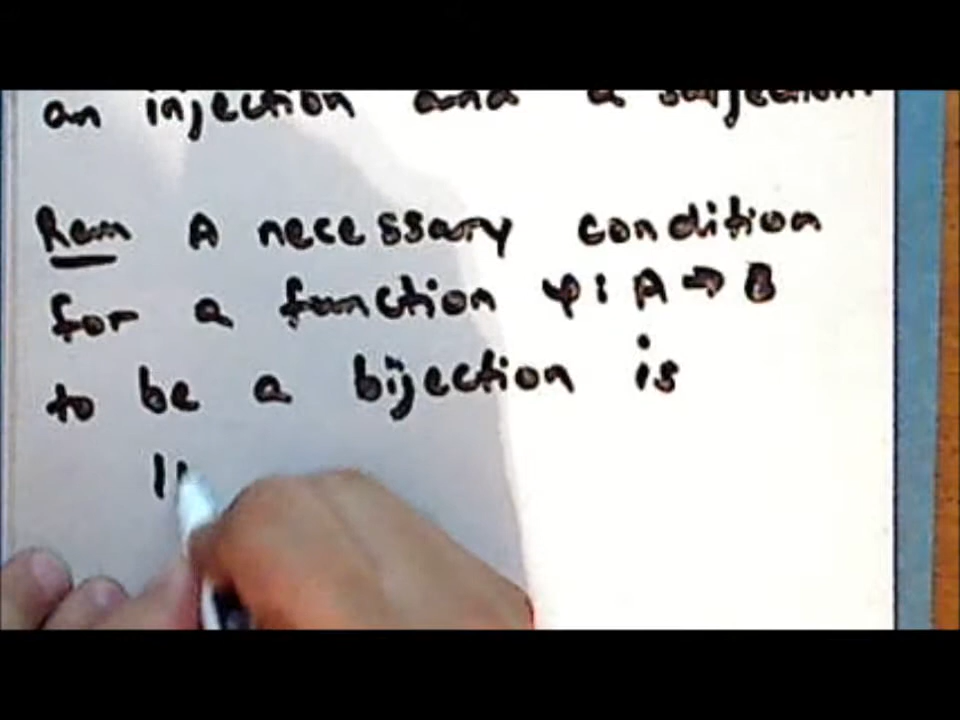 an injection and a surjection.
Rem A necessary condition
for a function φ: A → B
to be a bijection is